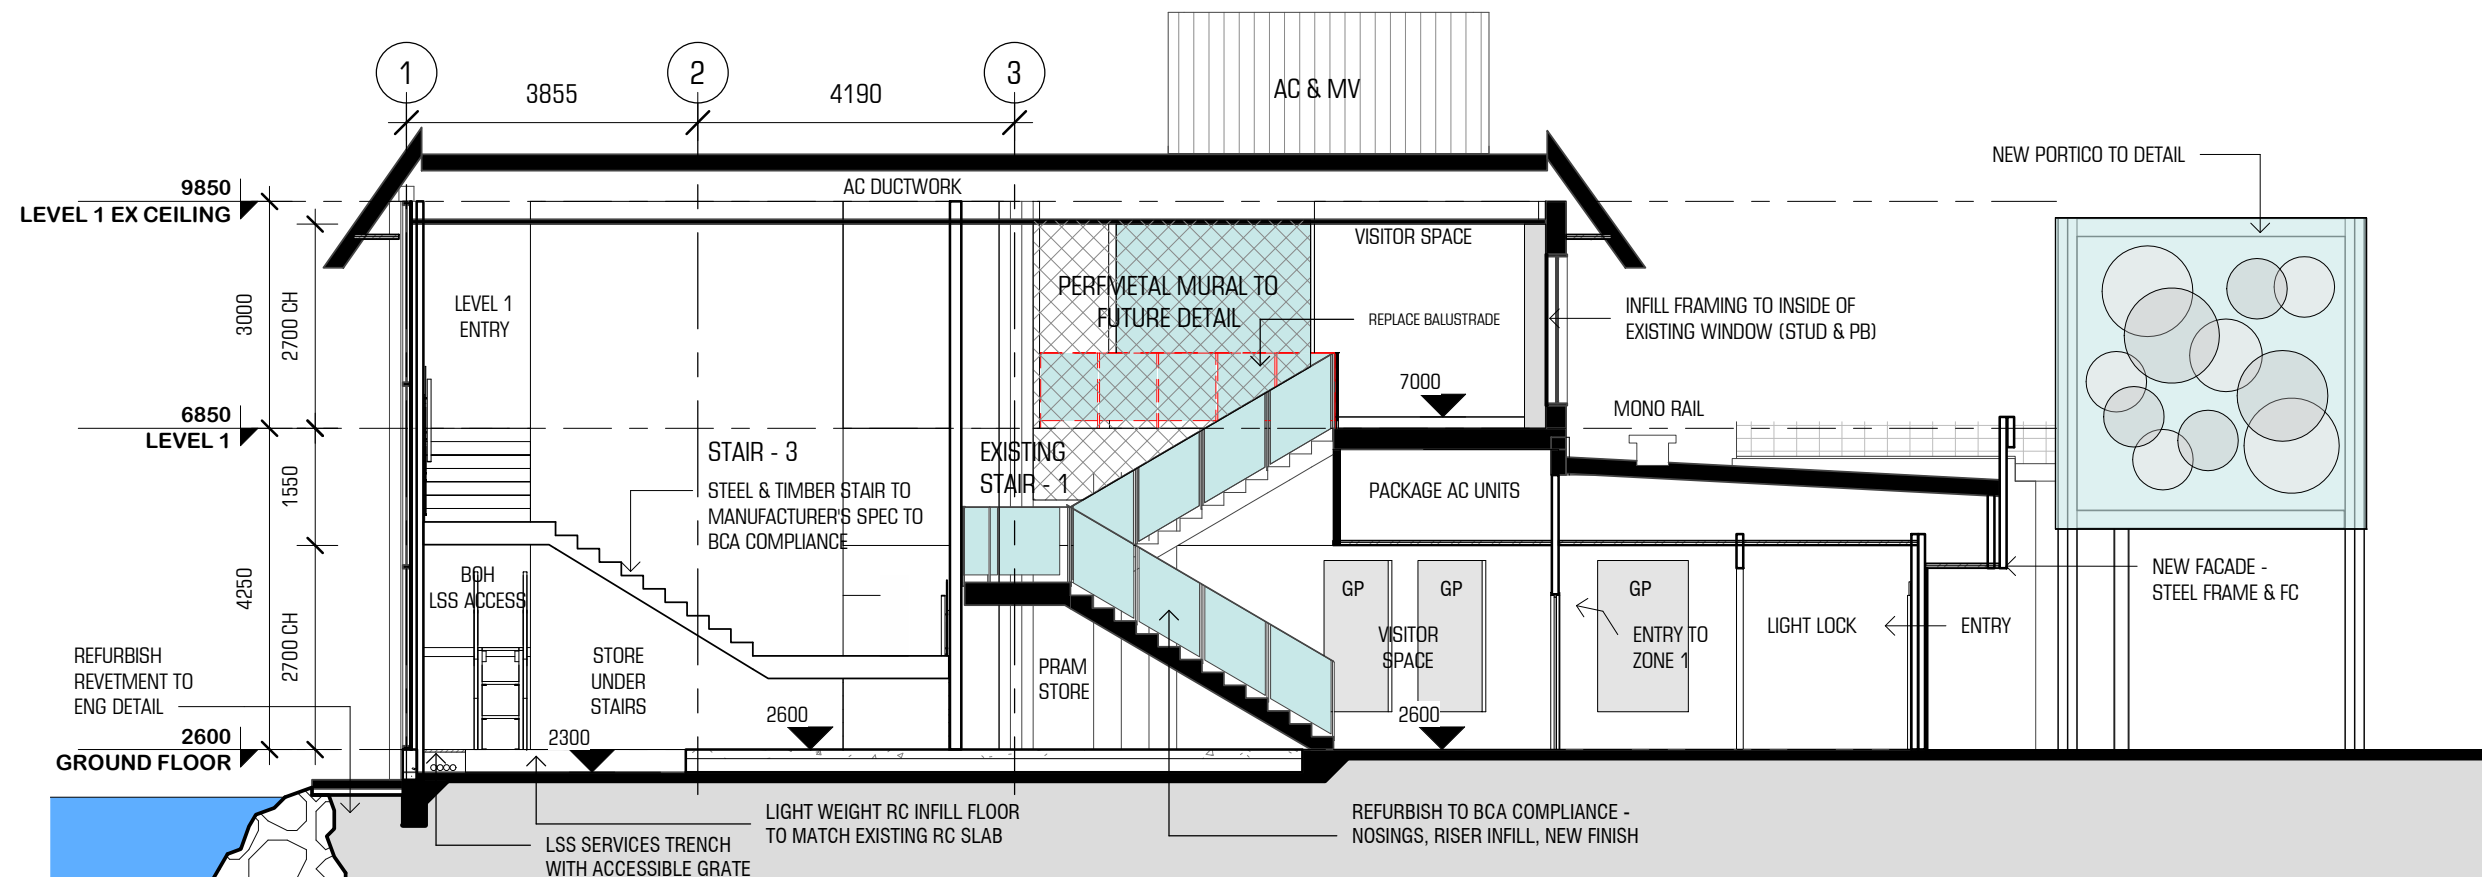 1
2
3
3855
4190
AC & MV
NEW PORTICO TO DETAIL
9850
LEVEL 1 EX CEILING
AC DUCTWORK
VISITOR SPACE
3000
2700 CH
LEVEL 1
ENTRY
PERFMETAL MURAL TO
FUTURE DETAIL
REPLACE BALUSTRADE
INFILL FRAMING TO INSIDE OF
EXISTING WINDOW (STUD & PB)
7000
MONO RAIL
6850
LEVEL 1
STAIR - 3
STEEL & TIMBER STAIR TO
MANUFACTURER'S SPEC TO
BCA COMPLIANCE
EXISTING
STAIR - 1
PACKAGE AC UNITS
1550
4250
2700 CH
BOH
LSS ACCESS
GP
GP
GP
NEW FACADE -
STEEL FRAME & FC
VISITOR
SPACE
ENTRY TO
ZONE 1
LIGHT LOCK
ENTRY
REFURBISH
REVETMENT TO
ENG DETAIL
STORE
UNDER
STAIRS
PRAM
STORE
2600
GROUND FLOOR
2300
2600
2600
LIGHT WEIGHT RC INFILL FLOOR
TO MATCH EXISTING RC SLAB
REFURBISH TO BCA COMPLIANCE -
NOSINGS, RISER INFILL, NEW FINISH
LSS SERVICES TRENCH
WITH ACCESSIBLE GRATE